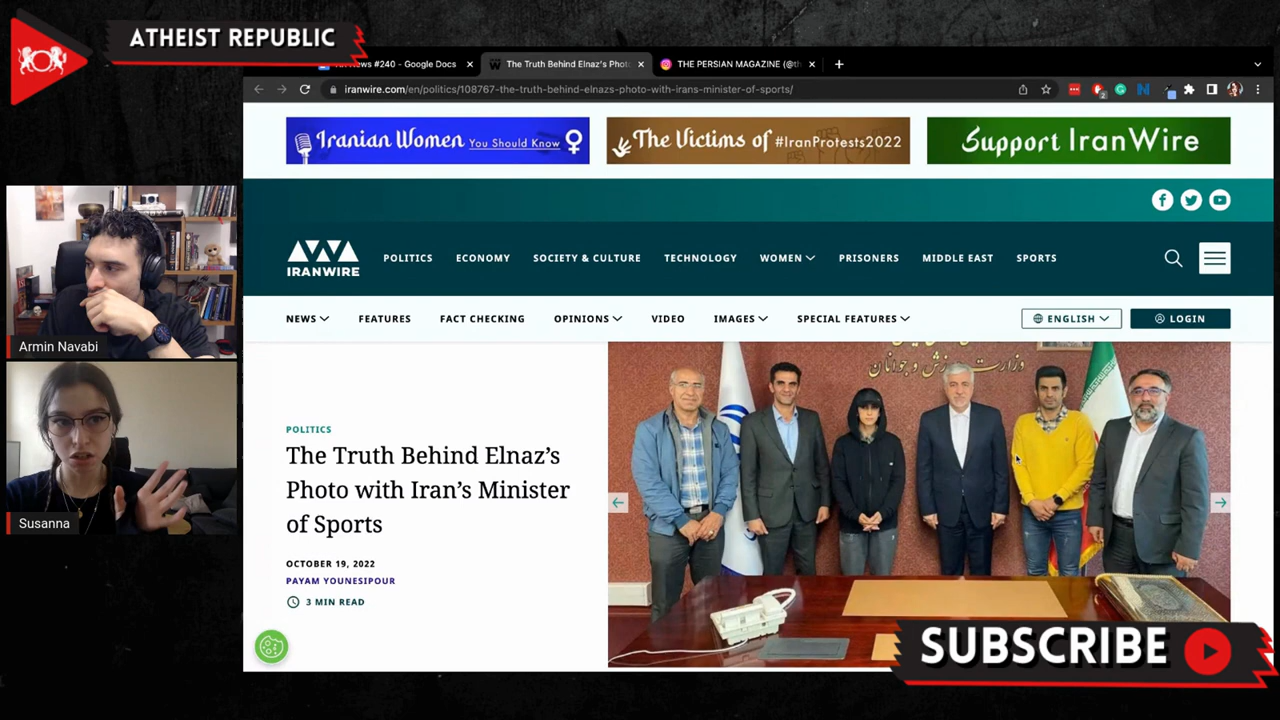 ATHEIST REPUBLIC
News #240 - Google Docs
The Truth Behind Elnaz's Phot
THE PERSIAN MAGAZINE (@th
iranwire.com/en/politics/108767-the-truth-behind-elnazs-photo-with-irans-minister-of-sports/
Iranian Women You Should Know
The Victims of #IranProtests2022
Support IranWire
IRANWIRE
POLITICS
ECONOMY
SOCIETY & CULTURE
TECHNOLOGY
WOMEN
PRISONERS
MIDDLE EAST
SPORTS
NEWS
FEATURES
FACT CHECKING
OPINIONS
VIDEO
IMAGES
SPECIAL FEATURES
ENGLISH
LOGIN
Armin Navabi
Susanna
وزارت ورزش و جوانان
POLITICS
The Truth Behind Elnaz's
Photo with Iran's Minister
of Sports
OCTOBER 19, 2022
PAYAM YOUNESIPOUR
3 MIN READ
SUBSCRIBE